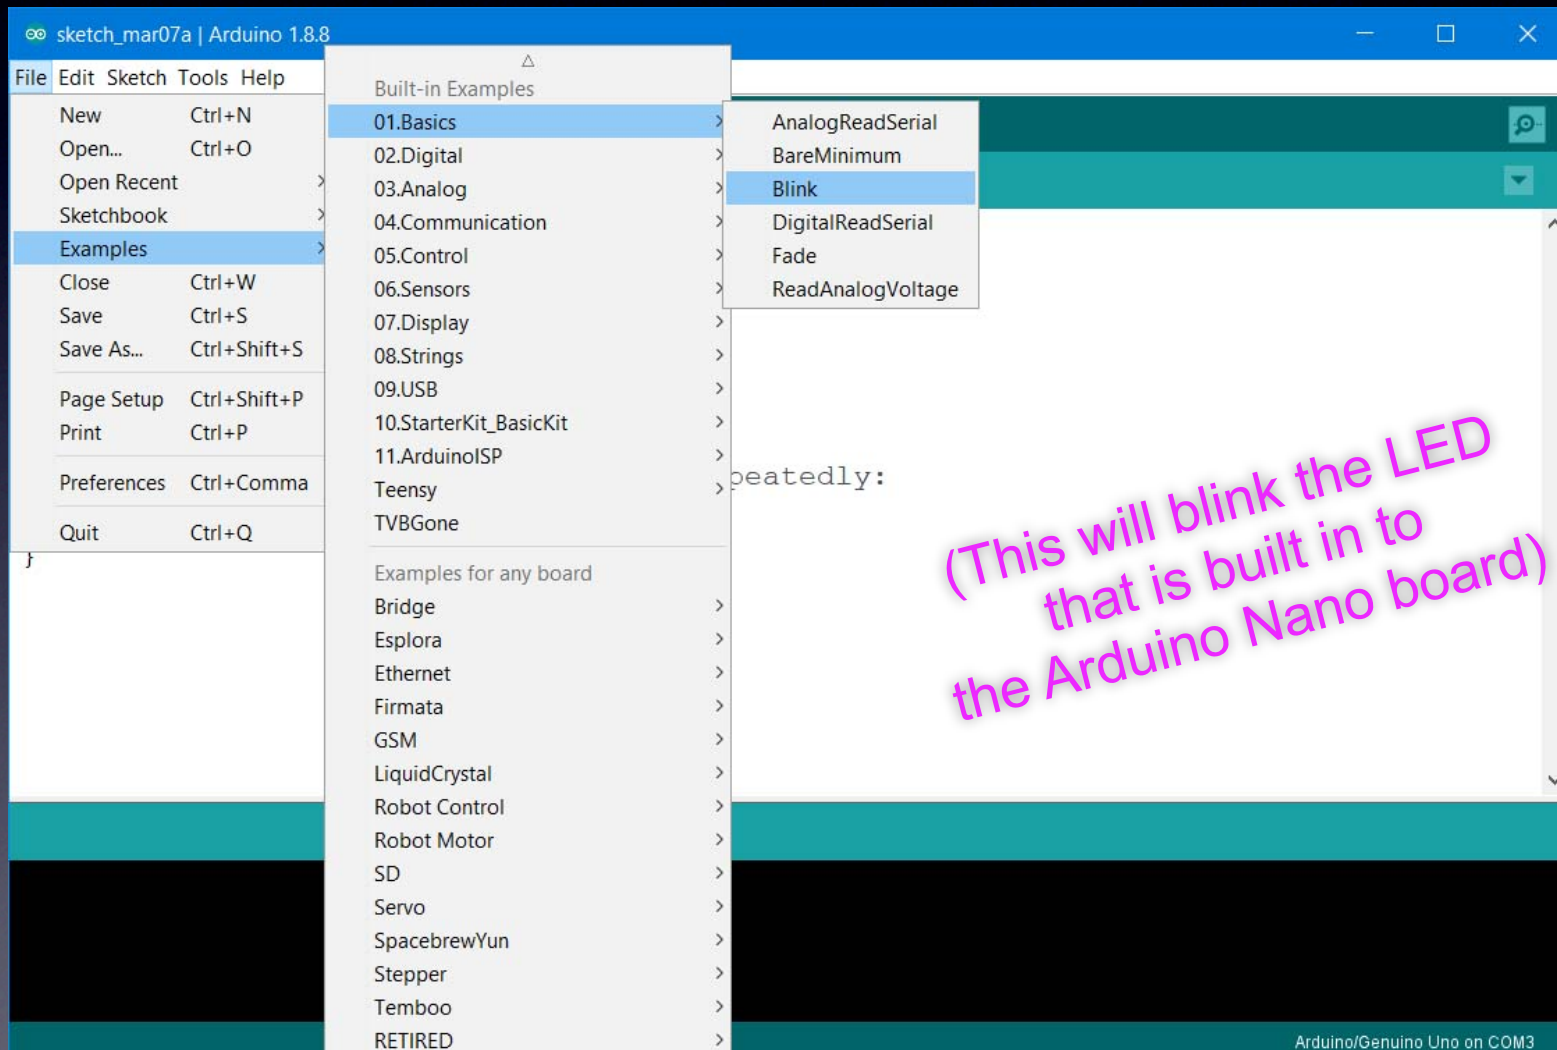 sketch_mar07a | Arduino 1.8.8
File Edit Sketch Tools Help
New Ctrl+N
Open... Ctrl+O
Open Recent
Sketchbook
Examples
Close Ctrl+W
Save Ctrl+S
Save As... Ctrl+Shift+S
Page Setup Ctrl+Shift+P
Print Ctrl+P
Preferences Ctrl+Comma
Quit Ctrl+Q
}
Built-in Examples
01.Basics
02.Digital
03.Analog
04.Communication
05.Control
06.Sensors
07.Display
08.Strings
09.USB
10.StarterKit_BasicKit
11.ArduinoISP
Teensy
TVBGone
Examples for any board
Bridge
Esplora
Ethernet
Firmata
GSM
LiquidCrystal
Robot Control
Robot Motor
SD
Servo
SpacebrewYun
Stepper
Temboo
RETIRED
AnalogReadSerial
BareMinimum
Blink
DigitalReadSerial
Fade
ReadAnalogVoltage
peatedly:
(This will blink the LED
that is built in to
the Arduino Nano board)
Arduino/Genuino Uno on COM3